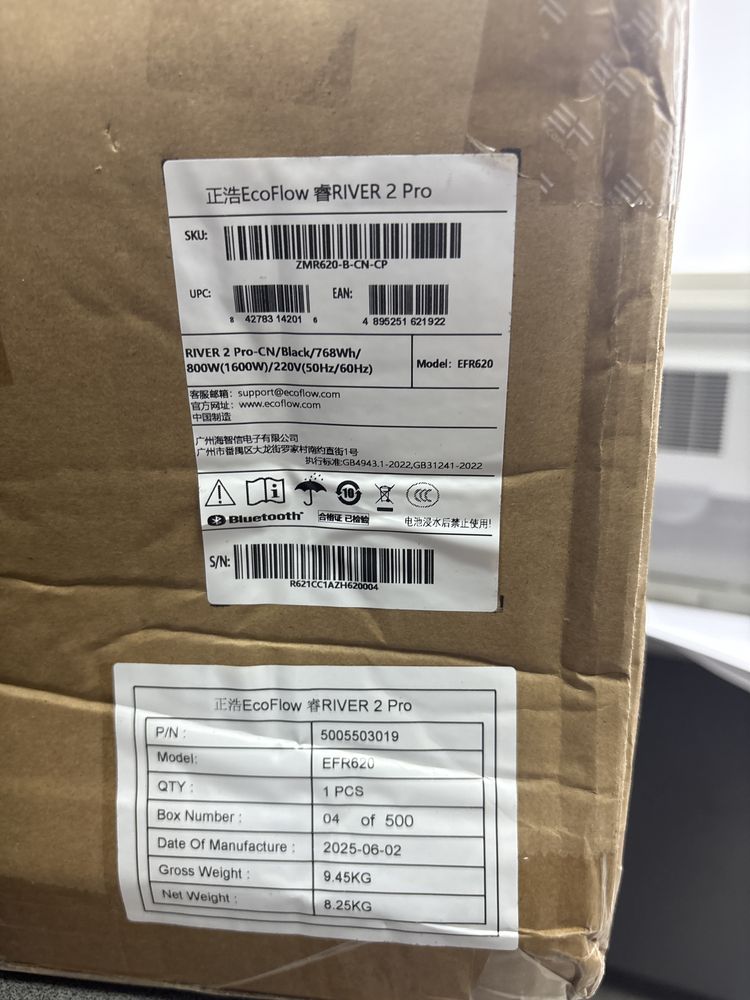 正浩EcoFlow 睿RIVER 2 Pro
SKU:
ZMR620-B-CN-CP
UPC:
8 42783 14201 6
EAN:
4 895251 621922
RIVER 2 Pro-CN/Black/768Wh/
800W(1600W)/220V(50Hz/60Hz)
Model: EFR620
客服邮箱: support@ecoflow.com
官方网址: www.ecoflow.com
中国制造
广州海智信电子有限公司
广州市番禺区大龙街罗家村南约直街1号
执行标准:GB4943.1-2022,GB31241-2022
10
CCC
Bluetooth®
合格证 已检验
电池浸水后禁止使用!
S/N:
R621CC1AZH620004
正浩EcoFlow 睿RIVER 2 Pro
P/N : 5005503019
Model: EFR620
QTY : 1 PCS
Box Number : 04 of 500
Date Of Manufacture : 2025-06-02
Gross Weight : 9.45KG
Net Weight : 8.25KG